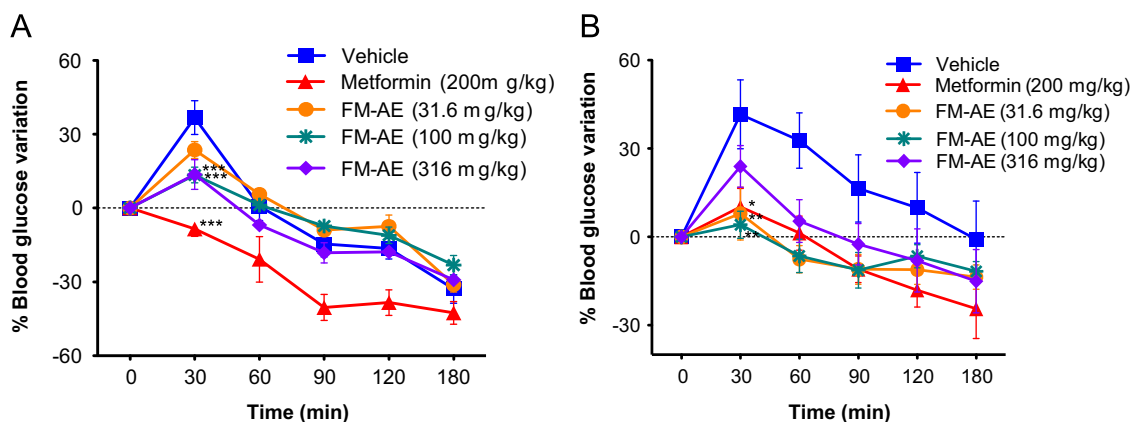 A
% Blood glucose variation
60
30
0
-30
-60
Vehicle
Metformin (200m g/kg)
FM-AE (31.6 m g/kg)
FM-AE (100 m g/kg)
FM-AE (316 m g/kg)
***
***
***
0 30 60 90 120 180
Time (min)
B
% Blood glucose variation
60
30
0
-30
Vehicle
Metformin (200 mg/kg)
FM-AE (31.6 mg/kg)
FM-AE (100 mg/kg)
FM-AE (316 mg/kg)
*
**
**
0 30 60 90 120 180
Time (min)